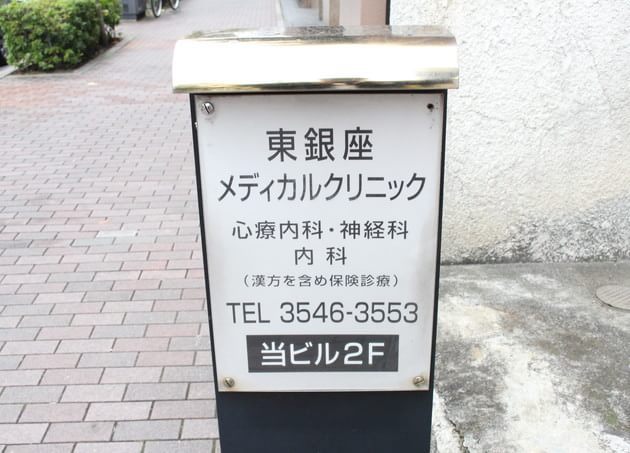 東銀座
メディカルクリニック
心療内科・神経科
内科
（漢方を含め保険診療）
TEL 3546-3553
当ビル2F